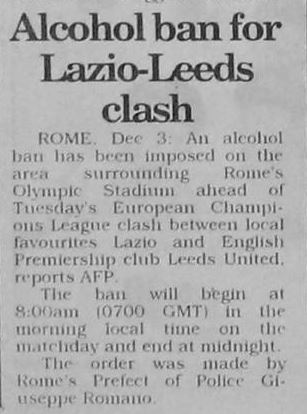 Alcohol ban for
Lazio-Leeds
clash
ROME, Dec 3: An alcohol
ban has been imposed on the
area surrounding Rome's
Olympic Stadium ahead of
Tuesday's European Champi-
ons League clash between local
favourites Lazio and English
Premiership club Leeds United,
reports AFP.
The ban will begin at
8:00am (0700 GMT) in the
morning local time on the
matchday and end at midnight.
The order was made by
Rome's Prefect of Police Gi-
useppe Romano.